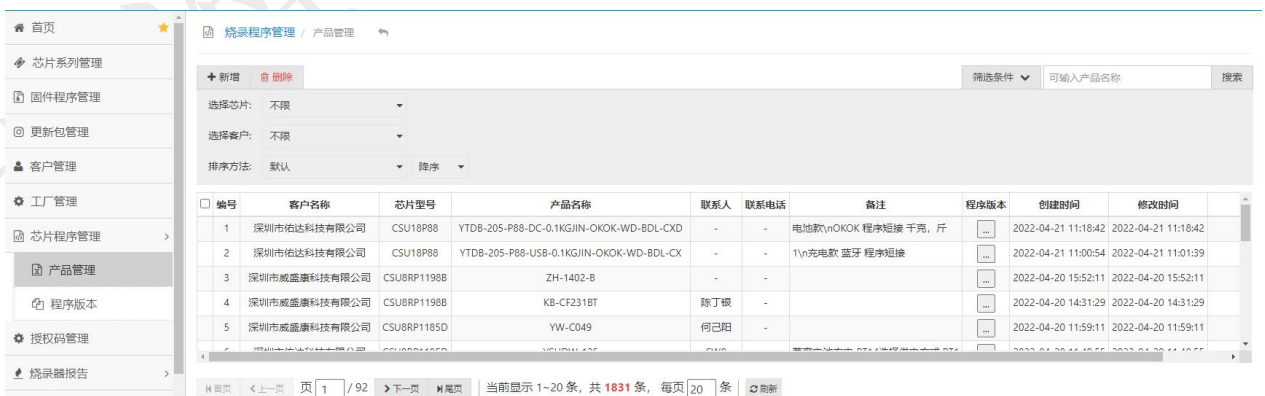 首页
芯片系列管理
固件程序管理
更新包管理
客户管理
工厂管理
芯片程序管理
产品管理
程序版本
授权码管理
烧录器报告
烧录程序管理 / 产品管理
新增 删除 筛选条件 可输入产品名称 搜索
选择芯片: 不限
选择客户: 不限
排序方法: 默认 降序
编号 客户名称 芯片型号 产品名称 联系人 联系电话 备注 程序版本 创建时间 修改时间
1 深圳市佑达科技有限公司 CSU18P88 YTDB-205-P88-DC-0.1KGJIN-OKOK-WD-BDL-CXD - - 电池款\nOKOK 程序短接 千克，斤 ... 2022-04-21 11:18:42 2022-04-21 11:18:42
2 深圳市佑达科技有限公司 CSU18P88 YTDB-205-P88-USB-0.1KGJIN-OKOK-WD-BDL-CX - - 1\n充电款 蓝牙 程序短接 ... 2022-04-21 11:00:54 2022-04-21 11:01:39
3 深圳市威盛康科技有限公司 CSU8RP1198B ZH-1402-B - - ... 2022-04-20 15:52:11 2022-04-20 15:52:11
4 深圳市威盛康科技有限公司 CSU8RP1198B KB-CF231BT 陈丁银 - ... 2022-04-20 14:31:29 2022-04-20 14:31:29
5 深圳市威盛康科技有限公司 CSU8RP1185D YW-C049 何己阳 - ... 2022-04-20 11:59:11 2022-04-20 11:59:11
首页 上一页 页 1 / 92 下一页 尾页 当前显示 1~20 条，共 1831 条， 每页 20 条 刷新